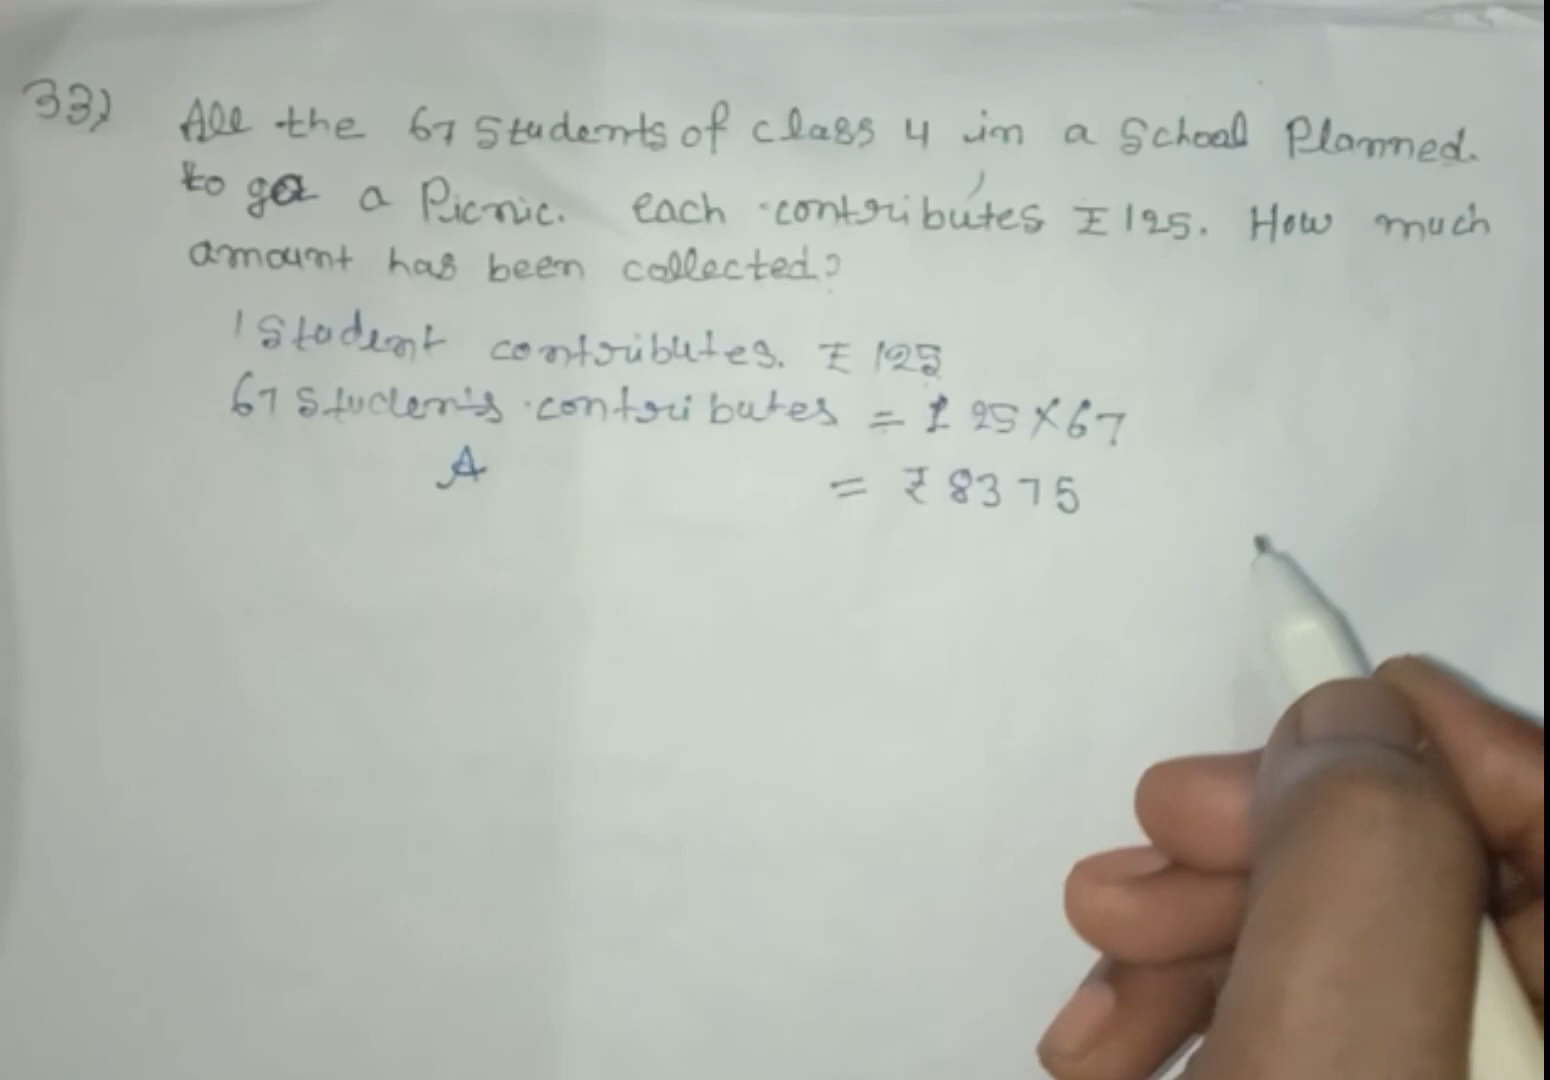 33) All the 67 Students of class 4 in a School Planned.
to go a Picnic. each contributes ₹125. How much
amount has been collected?
1 Student contributes. ₹ 125
67 Students contributes = ₹ 25 × 67
A
= ₹ 8375